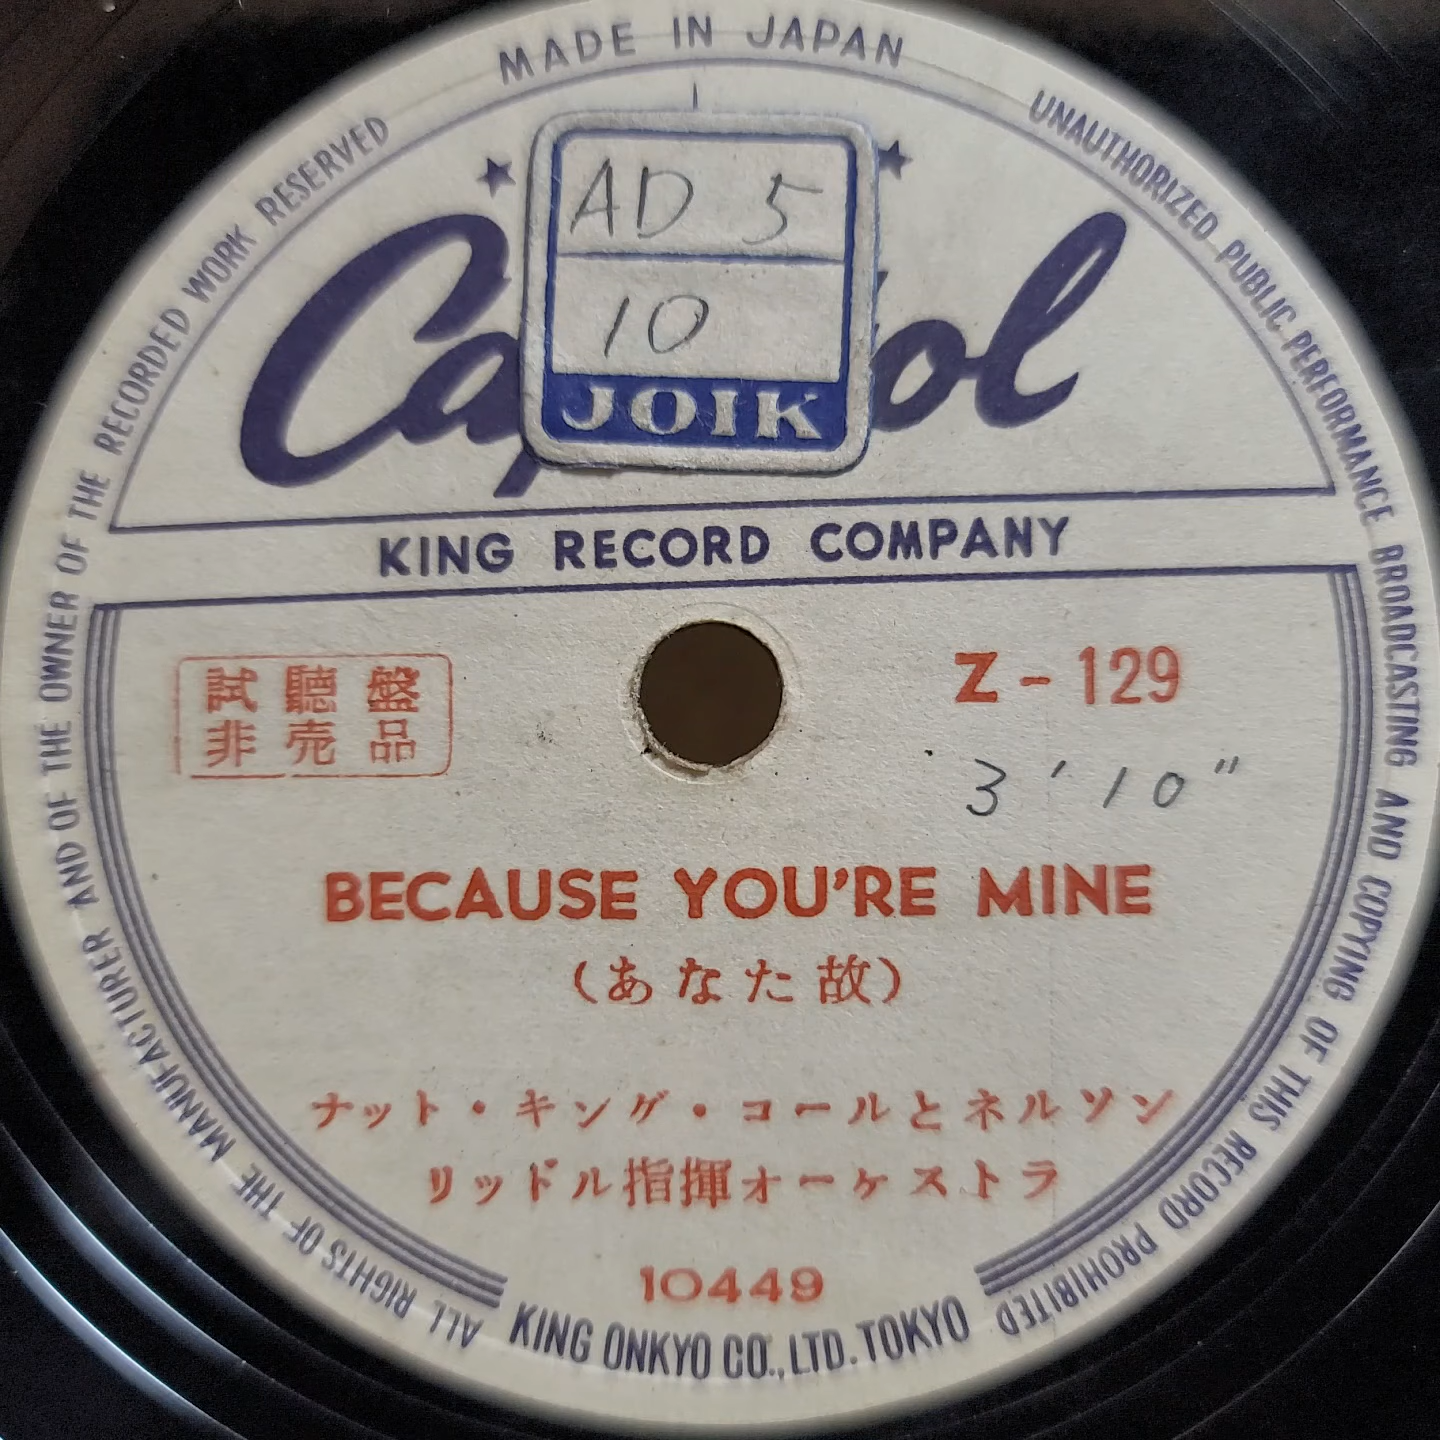 MADE IN JAPAN
AD 5
10
JOIK
Capitol
KING RECORD COMPANY
試聽盤
非売品
Z-129
3'10"
BECAUSE YOU'RE MINE
(あなた故)
ナット・キング・コールとネルソン
リッドル指揮オーケストラ
10449
KING ONKYO CO., LTD. TOKYO
ALL RIGHTS OF THE MANUFACTURER AND OF THE OWNER OF THE RECORDED WORK RESERVED
UNAUTHORIZED PUBLIC PERFORMANCE BROADCASTING AND COPYING OF THIS RECORD PROHIBITED